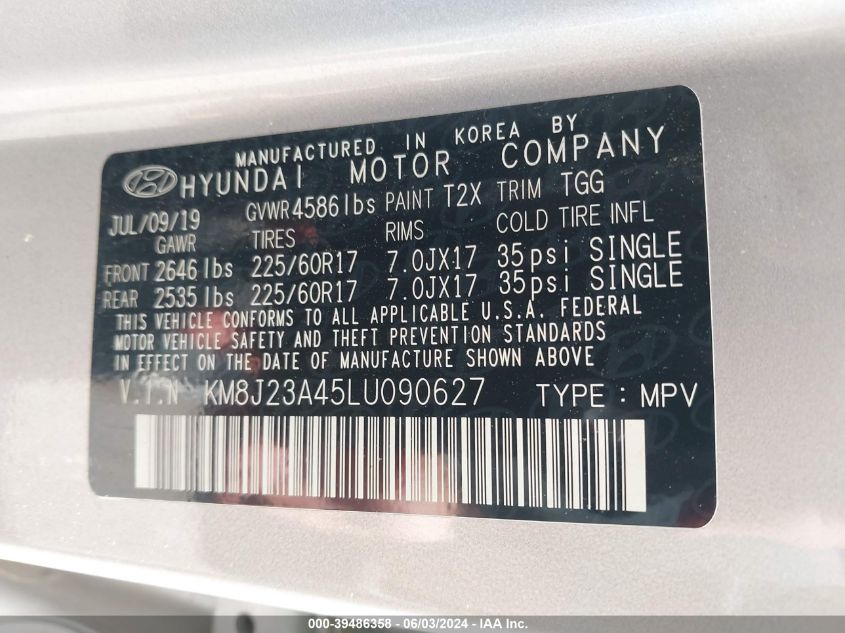 MANUFACTURED IN KOREA BY
HYUNDAI MOTOR COMPANY
JUL/09/19 GVWR 4586 lbs PAINT T2X TRIM TGG
GAWR TIRES RIMS COLD TIRE INFL
FRONT 2646 lbs 225/60R17 7.0JX17 35psi SINGLE
REAR 2535 lbs 225/60R17 7.0JX17 35psi SINGLE
THIS VEHICLE CONFORMS TO ALL APPLICABLE U.S.A. FEDERAL
MOTOR VEHICLE SAFETY AND THEFT PREVENTION STANDARDS
IN EFFECT ON THE DATE OF MANUFACTURE SHOWN ABOVE
V.I.N KM8J23A45LU090627 TYPE : MPV
000-39486358 - 06/03/2024 - IAAI.COM